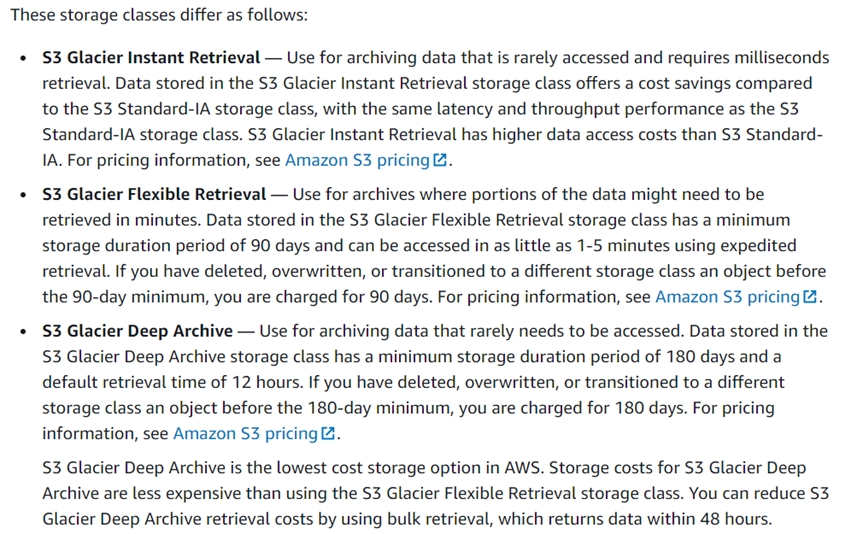 These storage classes differ as follows:
• S3 Glacier Instant Retrieval — Use for archiving data that is rarely accessed and requires milliseconds
retrieval. Data stored in the S3 Glacier Instant Retrieval storage class offers a cost savings compared
to the S3 Standard-IA storage class, with the same latency and throughput performance as the S3
Standard-IA storage class. S3 Glacier Instant Retrieval has higher data access costs than S3 Standard-
IA. For pricing information, see Amazon S3 pricing.
• S3 Glacier Flexible Retrieval — Use for archives where portions of the data might need to be
retrieved in minutes. Data stored in the S3 Glacier Flexible Retrieval storage class has a minimum
storage duration period of 90 days and can be accessed in as little as 1-5 minutes using expedited
retrieval. If you have deleted, overwritten, or transitioned to a different storage class an object before
the 90-day minimum, you are charged for 90 days. For pricing information, see Amazon S3 pricing.
• S3 Glacier Deep Archive — Use for archiving data that rarely needs to be accessed. Data stored in the
S3 Glacier Deep Archive storage class has a minimum storage duration period of 180 days and a
default retrieval time of 12 hours. If you have deleted, overwritten, or transitioned to a different
storage class an object before the 180-day minimum, you are charged for 180 days. For pricing
information, see Amazon S3 pricing.
S3 Glacier Deep Archive is the lowest cost storage option in AWS. Storage costs for S3 Glacier Deep
Archive are less expensive than using the S3 Glacier Flexible Retrieval storage class. You can reduce S3
Glacier Deep Archive retrieval costs by using bulk retrieval, which returns data within 48 hours.